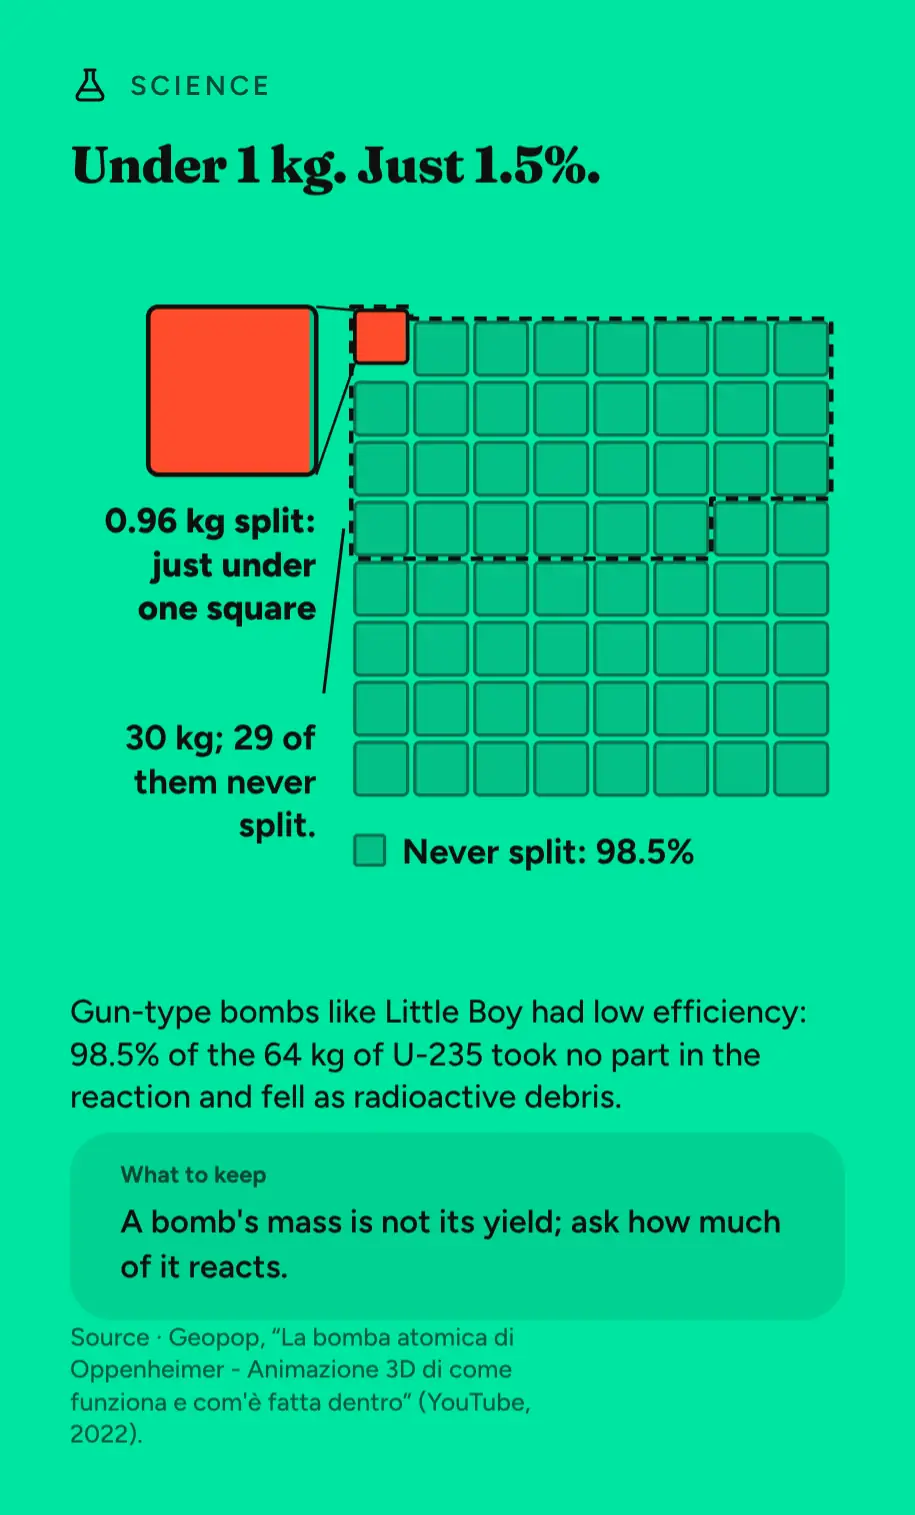 SCIENCE
Under 1 kg. Just 1.5%.
0.96 kg split:
just under
one square
30 kg; 29 of
them never
split.
Never split: 98.5%
Gun-type bombs like Little Boy had low efficiency:
98.5% of the 64 kg of U-235 took no part in the
reaction and fell as radioactive debris.
What to keep
A bomb's mass is not its yield; ask how much
of it reacts.
Source · Geopop, “La bomba atomica di
Oppenheimer - Animazione 3D di come
funziona e com'è fatta dentro” (YouTube,
2022).